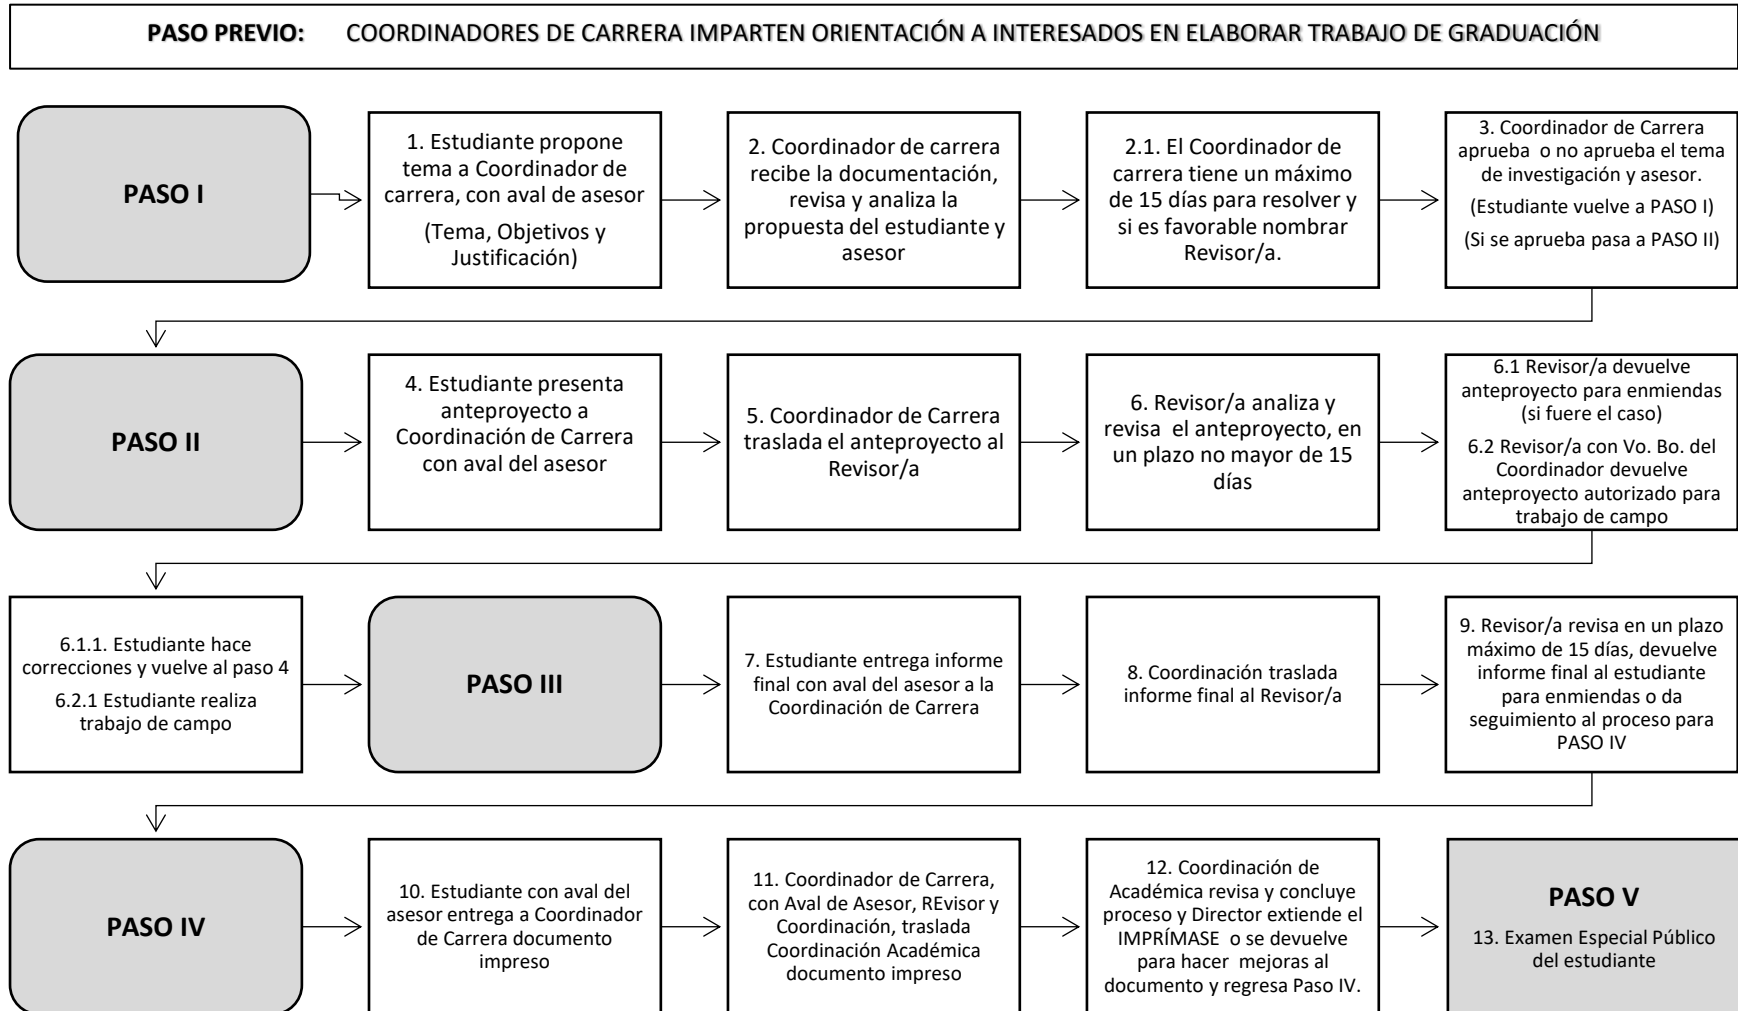 PASO PREVIO: COORDINADORES DE CARRERA IMPARTEN ORIENTACIÓN A INTERESADOS EN ELABORAR TRABAJO DE GRADUACIÓN
PASO I
1. Estudiante propone
tema a Coordinador de
carrera, con aval de asesor
(Tema, Objetivos y
Justificación)
2. Coordinador de carrera
recibe la documentación,
revisa y analiza la
propuesta del estudiante y
asesor
2.1. El Coordinador de
carrera tiene un máximo
de 15 días para resolver y
si es favorable nombrar
Revisor/a.
3. Coordinador de Carrera
aprueba o no aprueba el tema
de investigación y asesor.
(Estudiante vuelve a PASO I)
(Si se aprueba pasa a PASO II)
PASO II
4. Estudiante presenta
anteproyecto a
Coordinación de Carrera
con aval del asesor
5. Coordinador de Carrera
traslada el anteproyecto al
Revisor/a
6. Revisor/a analiza y
revisa el anteproyecto, en
un plazo no mayor de 15
días
6.1 Revisor/a devuelve
anteproyecto para enmiendas
(si fuere el caso)
6.2 Revisor/a con Vo. Bo. del
Coordinador devuelve
anteproyecto autorizado para
trabajo de campo
6.1.1. Estudiante hace
correcciones y vuelve al paso 4
6.2.1 Estudiante realiza
trabajo de campo
PASO III
7. Estudiante entrega informe
final con aval del asesor a la
Coordinación de Carrera
8. Coordinación traslada
informe final al Revisor/a
9. Revisor/a revisa en un plazo
máximo de 15 días, devuelve
informe final al estudiante
para enmiendas o da
seguimiento al proceso para
PASO IV
PASO IV
10. Estudiante con aval del
asesor entrega a Coordinador
de Carrera documento
impreso
11. Coordinador de Carrera,
con Aval de Asesor, REvisor y
Coordinación, traslada
Coordinación Académica
documento impreso
12. Coordinación de
Académica revisa y concluye
proceso y Director extiende el
IMPRÍMASE o se devuelve
para hacer mejoras al
documento y regresa Paso IV.
PASO V
13. Examen Especial Público
del estudiante